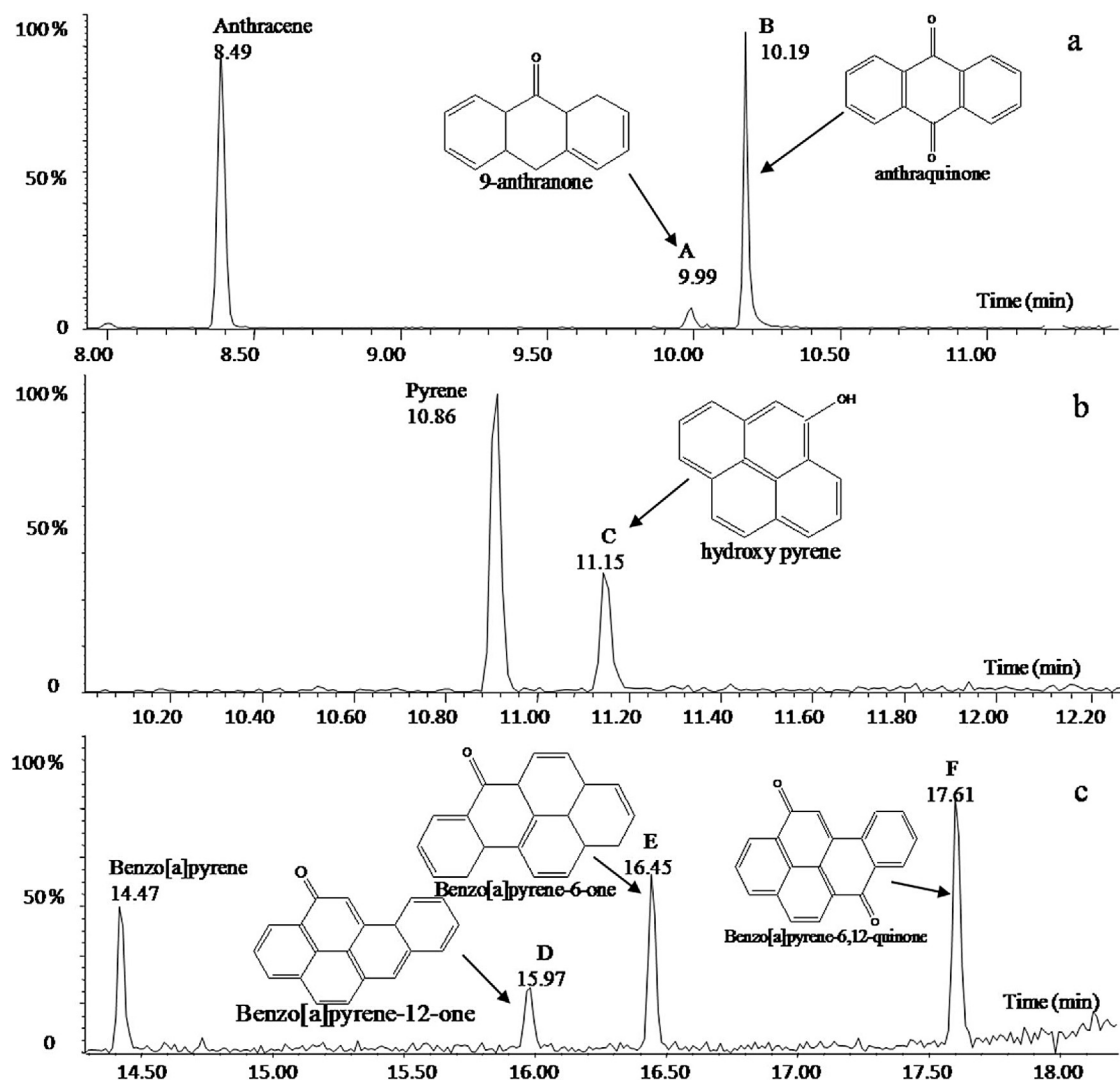 100%
Anthracene
8.49
O
9-anthranone
B
10.19
O
O
anthraquinone
a
50%
A
9.99
Time (min)
0
8.00 8.50 9.00 9.50 10.00 10.50 11.00
100%
Pyrene
10.86
OH
hydroxy pyrene
b
50%
C
11.15
Time (min)
0
10.20 10.40 10.80 11.00 11.20 11.40 11.60 11.80 12.00 12.20
100%
O
Benzo[a]pyrene-6-one
E
16.45
O
O
Benzo[a]pyrene-6,12-quinone
F
17.61
c
Benzo[a]pyrene
14.47
50%
O
Benzo[a]pyrene-12-one
D
15.97
Time (min)
0
14.50 15.00 15.50 16.00 16.50 17.00 17.50 18.00